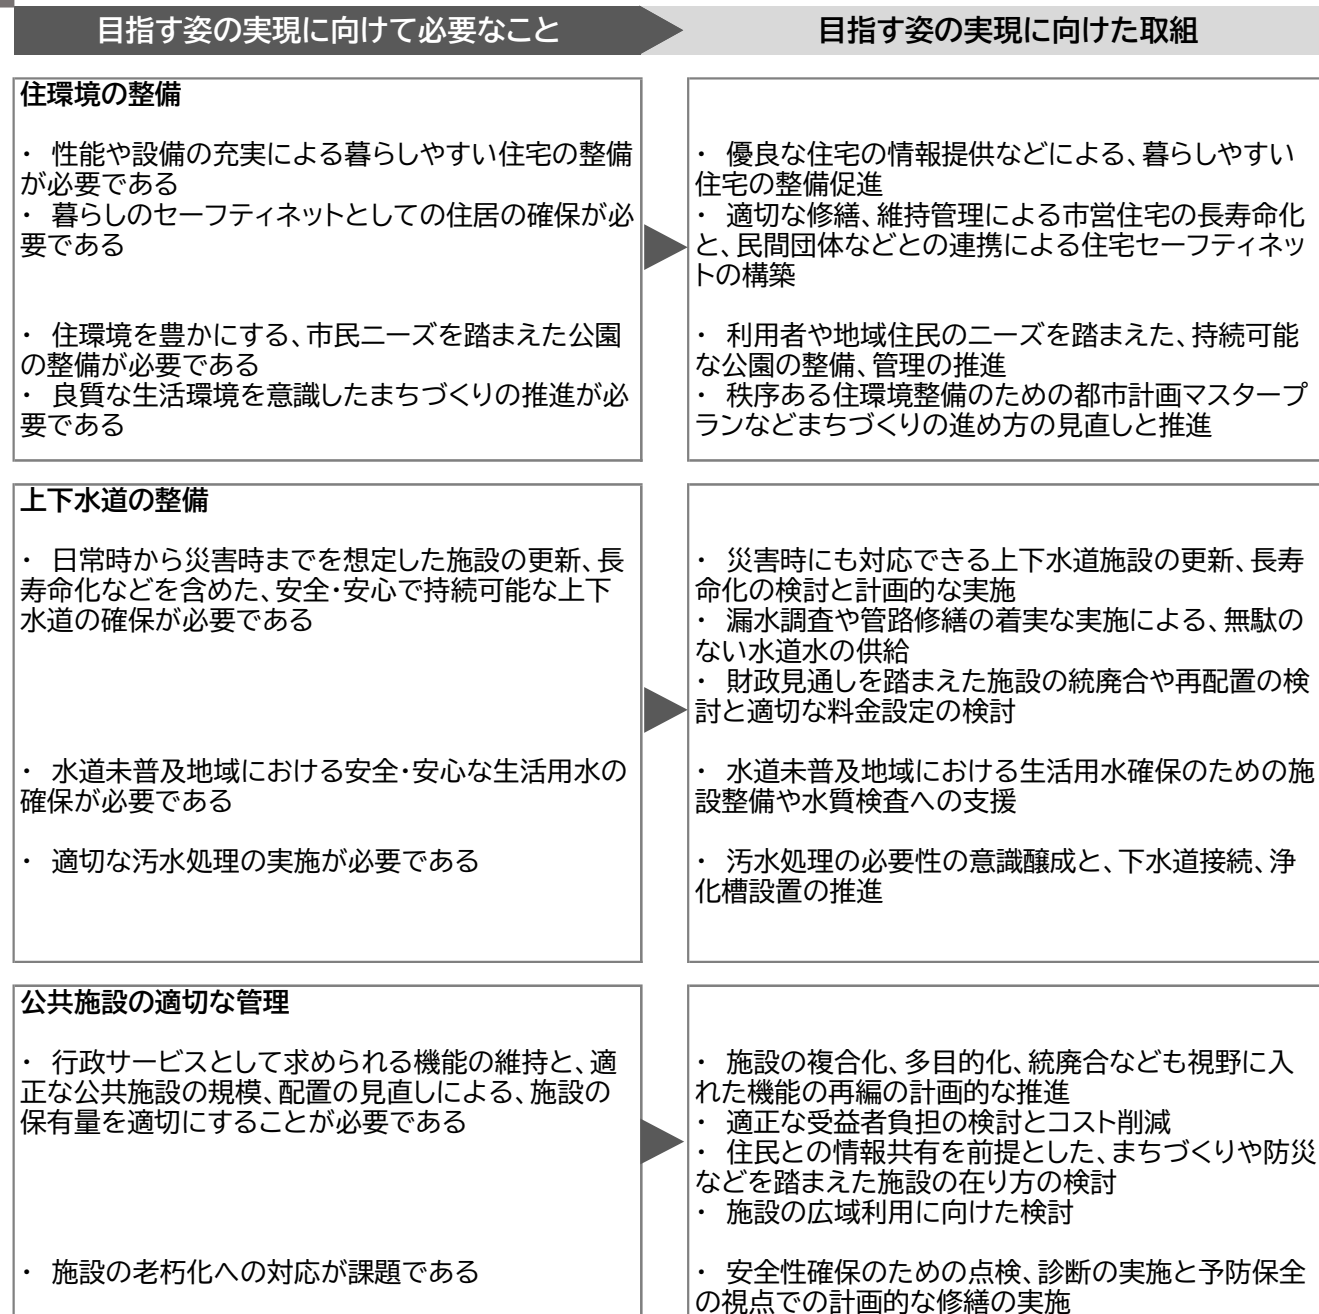 目指す姿の実現に向けて必要なこと
目指す姿の実現に向けた取組
住環境の整備
・ 性能や設備の充実による暮らしやすい住宅の整備
が必要である
・ 暮らしのセーフティネットとしての住居の確保が必
要である
・ 住環境を豊かにする、市民ニーズを踏まえた公園
の整備が必要である
・ 良質な生活環境を意識したまちづくりの推進が必
要である
・ 優良な住宅の情報提供などによる、暮らしやすい
住宅の整備促進
・ 適切な修繕、維持管理による市営住宅の長寿命化
と、民間団体などとの連携による住宅セーフティネッ
トの構築
・ 利用者や地域住民のニーズを踏まえた、持続可能
な公園の整備、管理の推進
・ 秩序ある住環境整備のための都市計画マスタープ
ランなどまちづくりの進め方の見直しと推進
上下水道の整備
・ 日常時から災害時までを想定した施設の更新、長
寿命化などを含めた、安全・安心で持続可能な上下
水道の確保が必要である
・ 水道未普及地域における安全・安心な生活用水の
確保が必要である
・ 適切な汚水処理の実施が必要である
・ 災害時にも対応できる上下水道施設の更新、長寿
命化の検討と計画的な実施
・ 漏水調査や管路修繕の着実な実施による、無駄の
ない水道水の供給
・ 財政見通しを踏まえた施設の統廃合や再配置の検
討と適切な料金設定の検討
・ 水道未普及地域における生活用水確保のための施
設整備や水質検査への支援
・ 汚水処理の必要性の意識醸成と、下水道接続、浄
化槽設置の推進
公共施設の適切な管理
・ 行政サービスとして求められる機能の維持と、適
正な公共施設の規模、配置の見直しによる、施設の
保有量を適切にすることが必要である
・ 施設の老朽化への対応が課題である
・ 施設の複合化、多目的化、統廃合なども視野に入
れた機能の再編の計画的な推進
・ 適正な受益者負担の検討とコスト削減
・ 住民との情報共有を前提とした、まちづくりや防災
などを踏まえた施設の在り方の検討
・ 施設の広域利用に向けた検討
・ 安全性確保のための点検、診断の実施と予防保全
の視点での計画的な修繕の実施